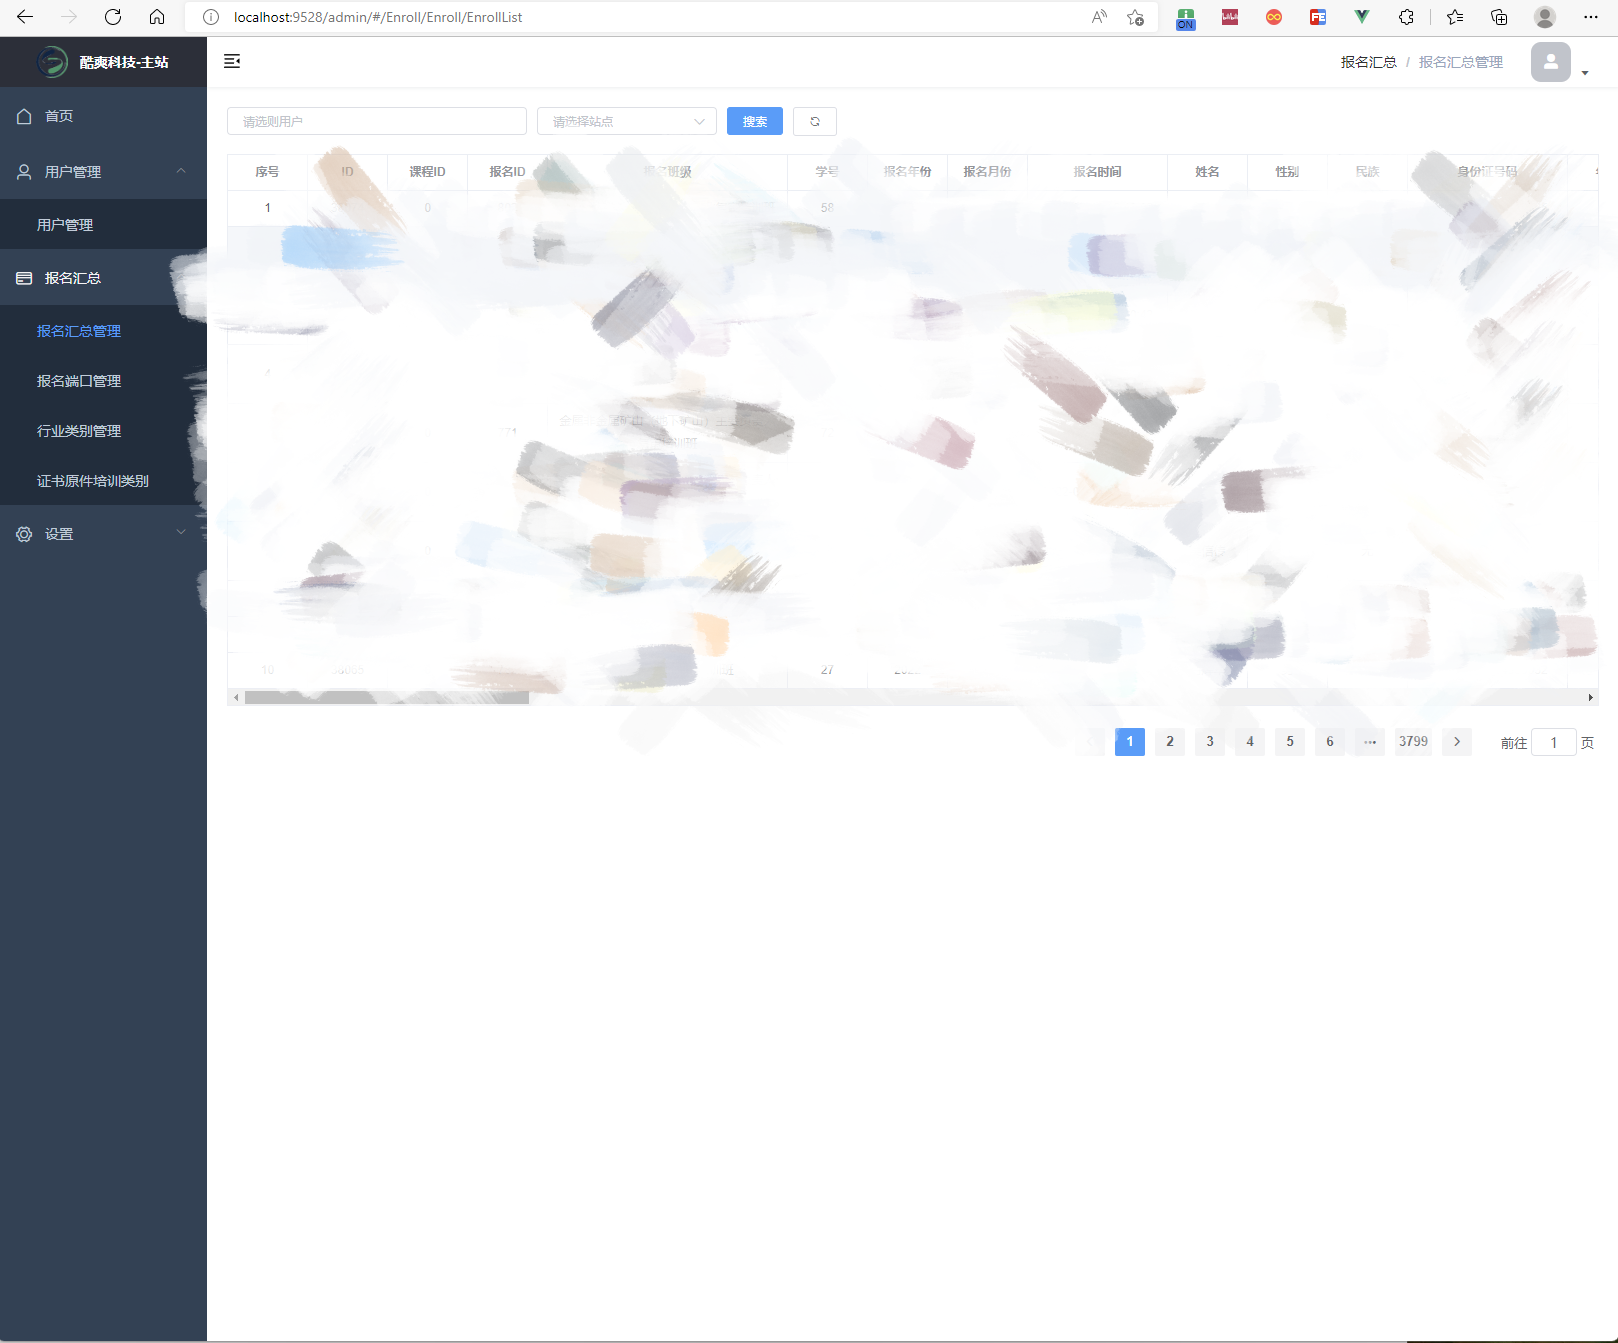 localhost:9528/admin/#/Enroll/Enroll/EnrollList
ON
酷爽科技-主站
报名汇总 / 报名汇总管理
首页
用户管理
用户管理
报名汇总
报名汇总管理
报名端口管理
行业类别管理
证书原件培训类别
设置
请选则用户 请选择站点 搜索
序号 ID 课程ID 报名ID 报名班级 学号 报名年份 报名月份 报名时间 姓名 性别 民族 身份证号码
1 0 58
10 27
1 2 3 4 5 6 ··· 3799 前往 1 页